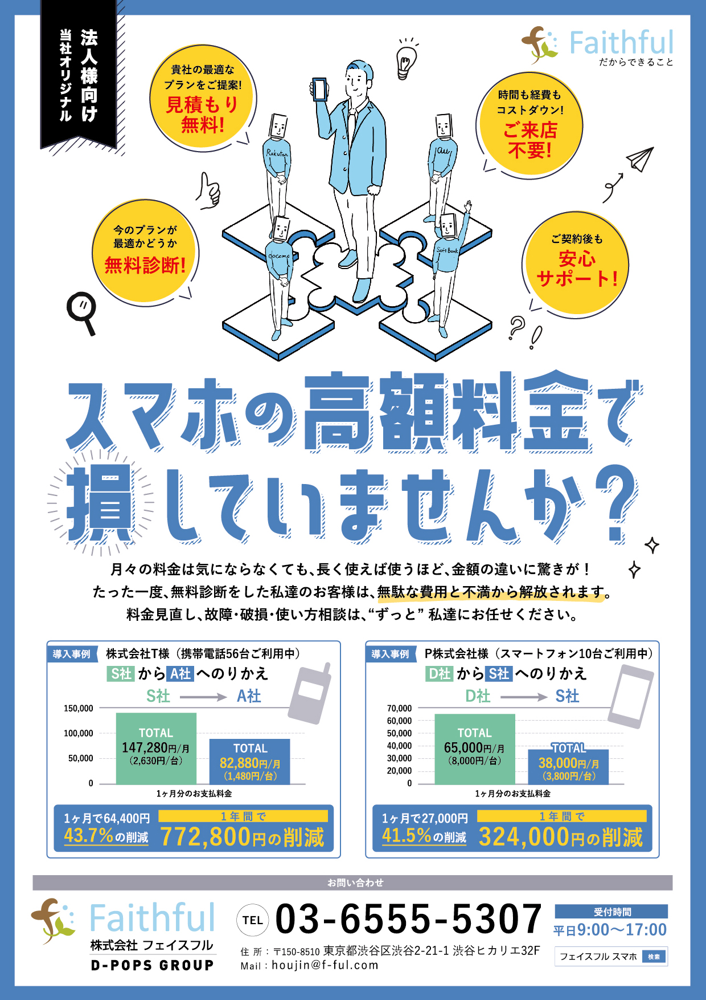 法人様向け
当社オリジナル
Faithful
だからできること
貴社の最適な
プランをご提案!
見積もり
無料!
時間も経費も
コストダウン!
ご来店
不要!
Rakuten
au
今のプランが
最適かどうか
無料診断!
docomo
SoftBank
ご契約後も
安心
サポート!
スマホの高額料金で
損していませんか?
月々の料金は気にならなくても、長く使えば使うほど、金額の違いに驚きが！
たった一度、無料診断をした私達のお客様は、無駄な費用と不満から解放されます。
料金見直し、故障・破損・使い方相談は、“ずっと” 私達にお任せください。
導入事例 株式会社T様（携帯電話56台ご利用中）
S社 から A社 へのりかえ
S社 A社
150,000
100,000
50,000
0
TOTAL
147,280円/月
（2,630円/台）
TOTAL
82,880円/月
（1,480円/台）
1ヶ月分のお支払料金
1ヶ月で64,400円
43.7%の削減
1年間で
772,800円の削減
導入事例 P株式会社様（スマートフォン10台ご利用中）
D社 から S社 へのりかえ
D社 S社
70,000
60,000
50,000
40,000
30,000
20,000
0
TOTAL
65,000円/月
（8,000円/台）
TOTAL
38,000円/月
（3,800円/台）
1ヶ月分のお支払料金
1ヶ月で27,000円
41.5%の削減
1年間で
324,000円の削減
お問い合わせ
Faithful
株式会社 フェイスフル
D-POPS GROUP
TEL 03-6555-5307
住 所：〒150-8510 東京都渋谷区渋谷2-21-1 渋谷ヒカリエ32F
Mail：houjin@f-ful.com
受付時間
平日9:00〜17:00
フェイスフル スマホ 検索